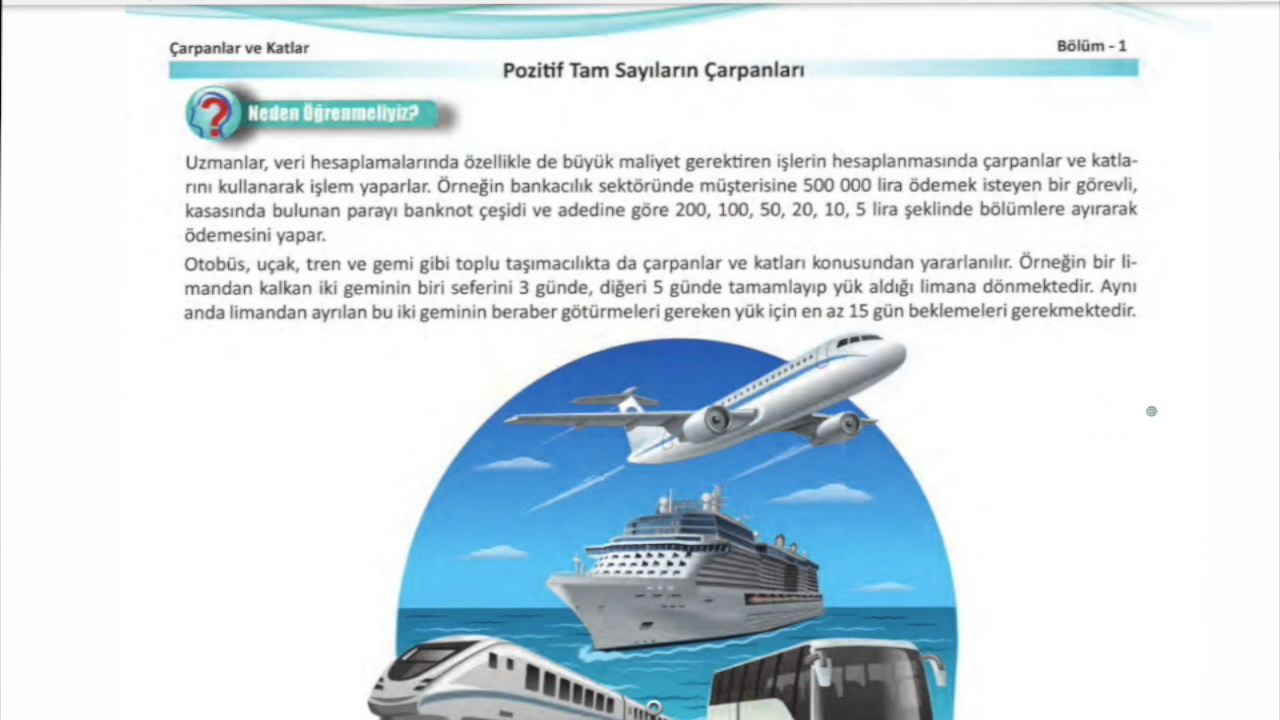 Çarpanlar ve Katlar
Bölüm - 1
Pozitif Tam Sayıların Çarpanları
Neden Öğrenmeliyiz?
Uzmanlar, veri hesaplamalarında özellikle de büyük maliyet gerektiren işlerin hesaplanmasında çarpanlar ve katla-
rını kullanarak işlem yaparlar. Örneğin bankacılık sektöründe müşterisine 500 000 lira ödemek isteyen bir görevli,
kasasında bulunan parayı banknot çeşidi ve adedine göre 200, 100, 50, 20, 10, 5 lira şeklinde bölümlere ayırarak
ödemesini yapar.
Otobüs, uçak, tren ve gemi gibi toplu taşımacılıkta da çarpanlar ve katları konusundan yararlanılır. Örneğin bir li-
mandan kalkan iki geminin biri seferini 3 günde, diğeri 5 günde tamamlayıp yük aldığı limana dönmektedir. Aynı
anda limandan ayrılan bu iki geminin beraber götürmeleri gereken yük için en az 15 gün beklemeleri gerekmektedir.